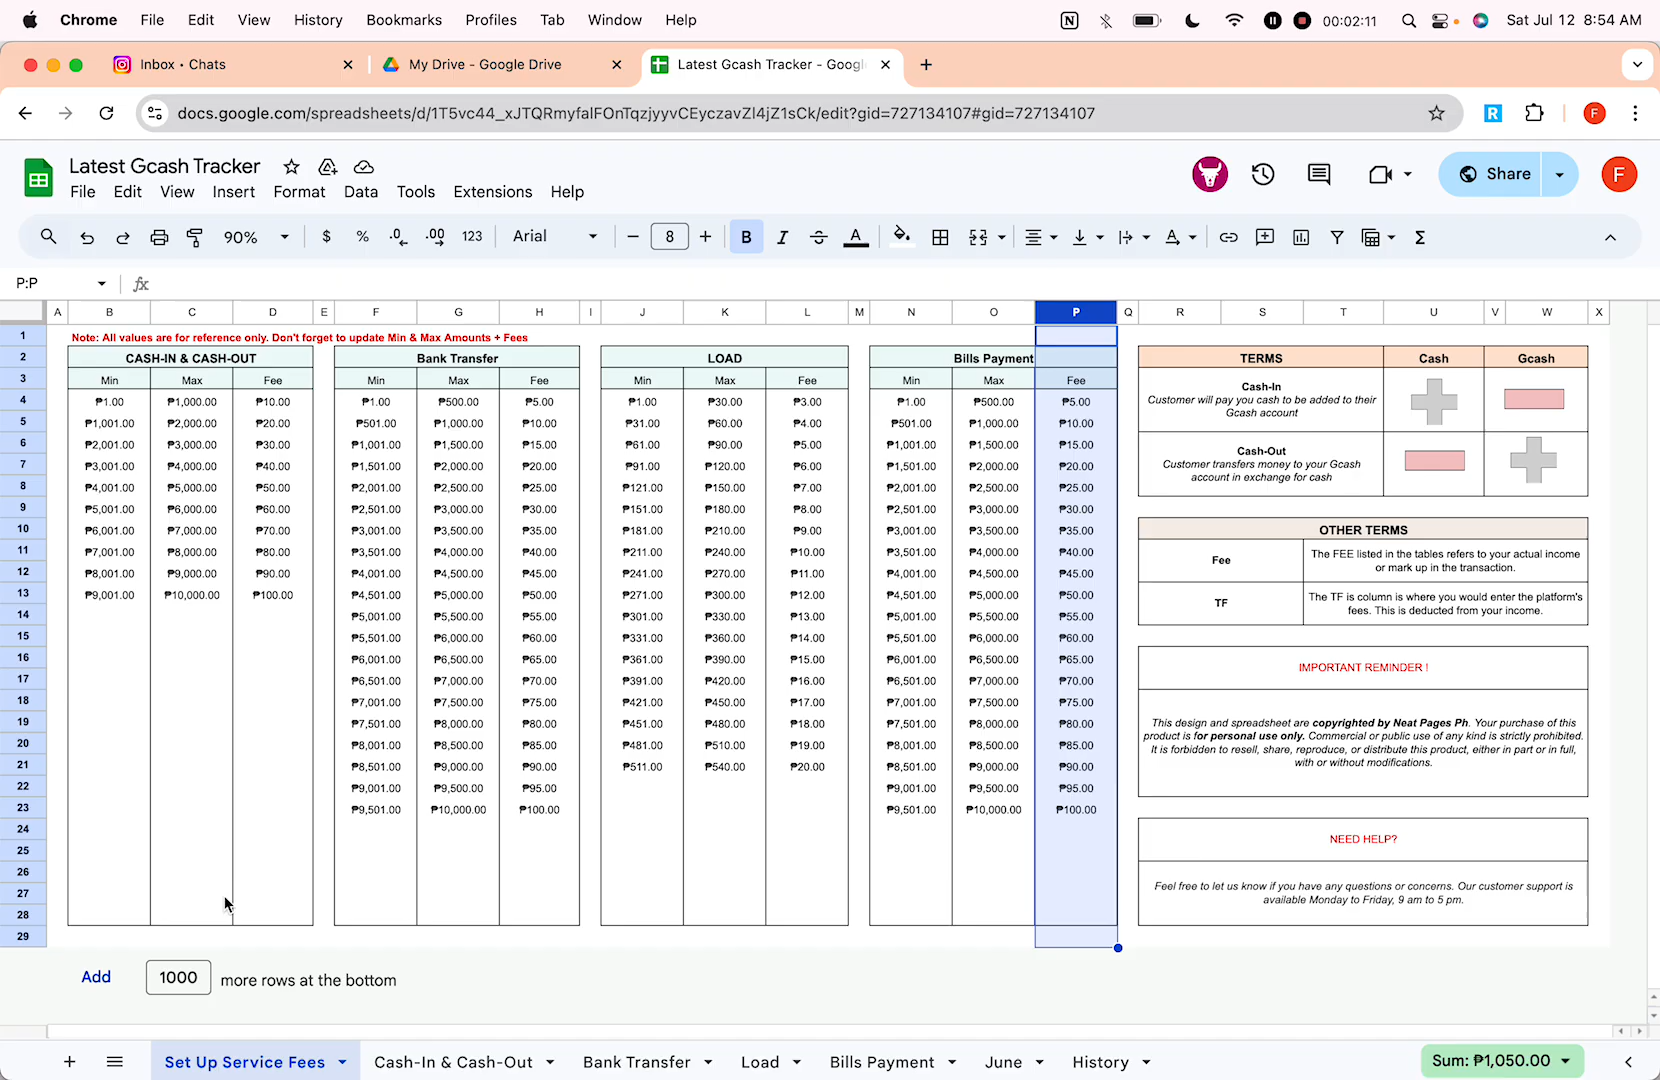 Chrome File Edit View History Bookmarks Profiles Tab Window Help 00:02:11 Sat Jul 12 8:54 AM
Inbox • Chats My Drive - Google Drive Latest Gcash Tracker - Googl
docs.google.com/spreadsheets/d/1T5vc44_xJTQRmyfalFOnTqzjyyvCEyczavZl4jZ1sCk/edit?gid=727134107#gid=727134107
Latest Gcash Tracker
File Edit View Insert Format Data Tools Extensions Help
Share
F
90% $ % .0 .00 123 Arial 8 B I S A
P:P fx
A B C D E F G H I J K L M N O P Q R S T U V W X
1 Note: All values are for reference only. Don't forget to update Min & Max Amounts + Fees
2 CASH-IN & CASH-OUT Bank Transfer LOAD Bills Payment TERMS Cash Gcash
3 Min Max Fee Min Max Fee Min Max Fee Min Max Fee
4 ₱1.00 ₱1,000.00 ₱10.00 ₱1.00 ₱500.00 ₱5.00 ₱1.00 ₱30.00 ₱3.00 ₱1.00 ₱500.00 ₱5.00
5 ₱1,001.00 ₱2,000.00 ₱20.00 ₱501.00 ₱1,000.00 ₱10.00 ₱31.00 ₱60.00 ₱4.00 ₱501.00 ₱1,000.00 ₱10.00
6 ₱2,001.00 ₱3,000.00 ₱30.00 ₱1,001.00 ₱1,500.00 ₱15.00 ₱61.00 ₱90.00 ₱5.00 ₱1,001.00 ₱1,500.00 ₱15.00
7 ₱3,001.00 ₱4,000.00 ₱40.00 ₱1,501.00 ₱2,000.00 ₱20.00 ₱91.00 ₱120.00 ₱6.00 ₱1,501.00 ₱2,000.00 ₱20.00
8 ₱4,001.00 ₱5,000.00 ₱50.00 ₱2,001.00 ₱2,500.00 ₱25.00 ₱121.00 ₱150.00 ₱7.00 ₱2,001.00 ₱2,500.00 ₱25.00
9 ₱5,001.00 ₱6,000.00 ₱60.00 ₱2,501.00 ₱3,000.00 ₱30.00 ₱151.00 ₱180.00 ₱8.00 ₱2,501.00 ₱3,000.00 ₱30.00
10 ₱6,001.00 ₱7,000.00 ₱70.00 ₱3,001.00 ₱3,500.00 ₱35.00 ₱181.00 ₱210.00 ₱9.00 ₱3,001.00 ₱3,500.00 ₱35.00
11 ₱7,001.00 ₱8,000.00 ₱80.00 ₱3,501.00 ₱4,000.00 ₱40.00 ₱211.00 ₱240.00 ₱10.00 ₱3,501.00 ₱4,000.00 ₱40.00
12 ₱8,001.00 ₱9,000.00 ₱90.00 ₱4,001.00 ₱4,500.00 ₱45.00 ₱241.00 ₱270.00 ₱11.00 ₱4,001.00 ₱4,500.00 ₱45.00
13 ₱9,001.00 ₱10,000.00 ₱100.00 ₱4,501.00 ₱5,000.00 ₱50.00 ₱271.00 ₱300.00 ₱12.00 ₱4,501.00 ₱5,000.00 ₱50.00
14 ₱5,001.00 ₱5,500.00 ₱55.00 ₱301.00 ₱330.00 ₱13.00 ₱5,001.00 ₱5,500.00 ₱55.00
15 ₱5,501.00 ₱6,000.00 ₱60.00 ₱331.00 ₱360.00 ₱14.00 ₱5,501.00 ₱6,000.00 ₱60.00
16 ₱6,001.00 ₱6,500.00 ₱65.00 ₱361.00 ₱390.00 ₱15.00 ₱6,001.00 ₱6,500.00 ₱65.00
17 ₱6,501.00 ₱7,000.00 ₱70.00 ₱391.00 ₱420.00 ₱16.00 ₱6,501.00 ₱7,000.00 ₱70.00
18 ₱7,001.00 ₱7,500.00 ₱75.00 ₱421.00 ₱450.00 ₱17.00 ₱7,001.00 ₱7,500.00 ₱75.00
19 ₱7,501.00 ₱8,000.00 ₱80.00 ₱451.00 ₱480.00 ₱18.00 ₱7,501.00 ₱8,000.00 ₱80.00
20 ₱8,001.00 ₱8,500.00 ₱85.00 ₱481.00 ₱510.00 ₱19.00 ₱8,001.00 ₱8,500.00 ₱85.00
21 ₱8,501.00 ₱9,000.00 ₱90.00 ₱511.00 ₱540.00 ₱20.00 ₱8,501.00 ₱9,000.00 ₱90.00
22 ₱9,001.00 ₱9,500.00 ₱95.00 ₱9,001.00 ₱9,500.00 ₱95.00
23 ₱9,501.00 ₱10,000.00 ₱100.00 ₱9,501.00 ₱10,000.00 ₱100.00
24
25
26
27
28
29
Cash-In
Customer will pay you cash to be added to their
Gcash account
Cash-Out
Customer transfers money to your Gcash
account in exchange for cash
OTHER TERMS
Fee
The FEE listed in the tables refers to your actual income
or mark up in the transaction.
TF
The TF is column is where you would enter the platform's
fees. This is deducted from your income.
IMPORTANT REMINDER !
This design and spreadsheet are copyrighted by Neat Pages Ph. Your purchase of this
product is for personal use only. Commercial or public use of any kind is strictly prohibited.
It is forbidden to resell, share, reproduce, or distribute this product, either in part or in full,
with or without modifications.
NEED HELP?
Feel free to let us know if you have any questions or concerns. Our customer support is
available Monday to Friday, 9 am to 5 pm.
Add 1000 more rows at the bottom
Set Up Service Fees Cash-In & Cash-Out Bank Transfer Load Bills Payment June History Sum: ₱1,050.00